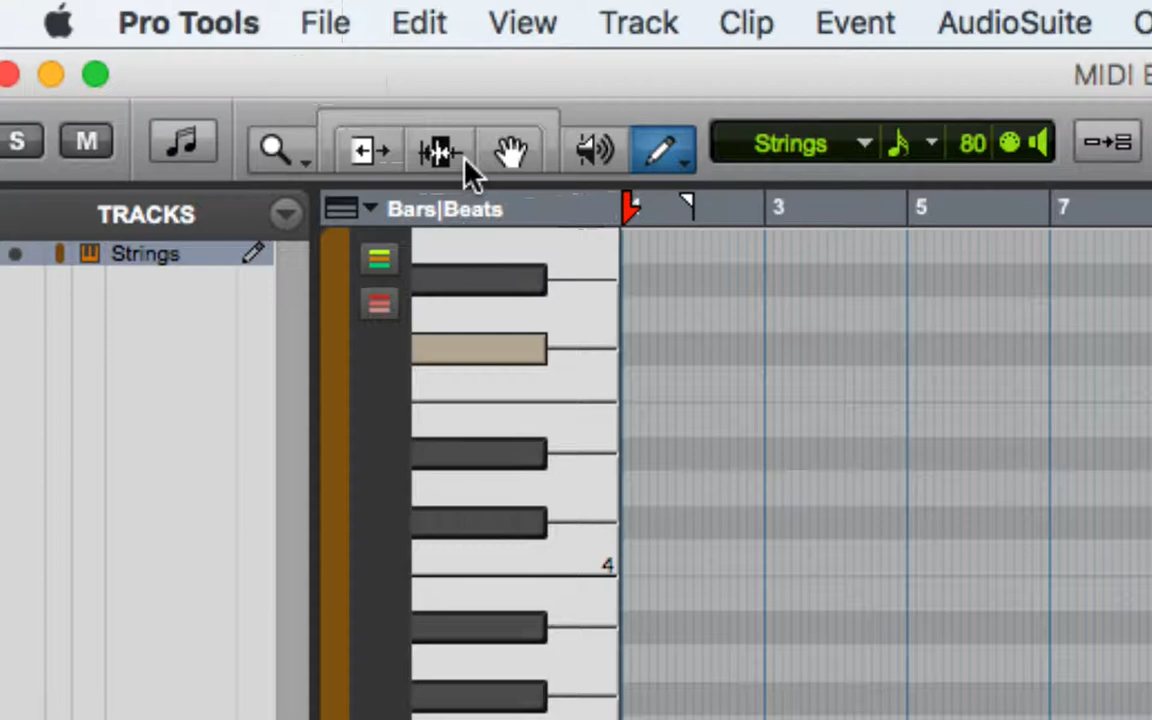 Pro Tools File Edit View Track Clip Event AudioSuite
MIDI
S M Strings 80
TRACKS Bars|Beats 3 5 7
Strings
4